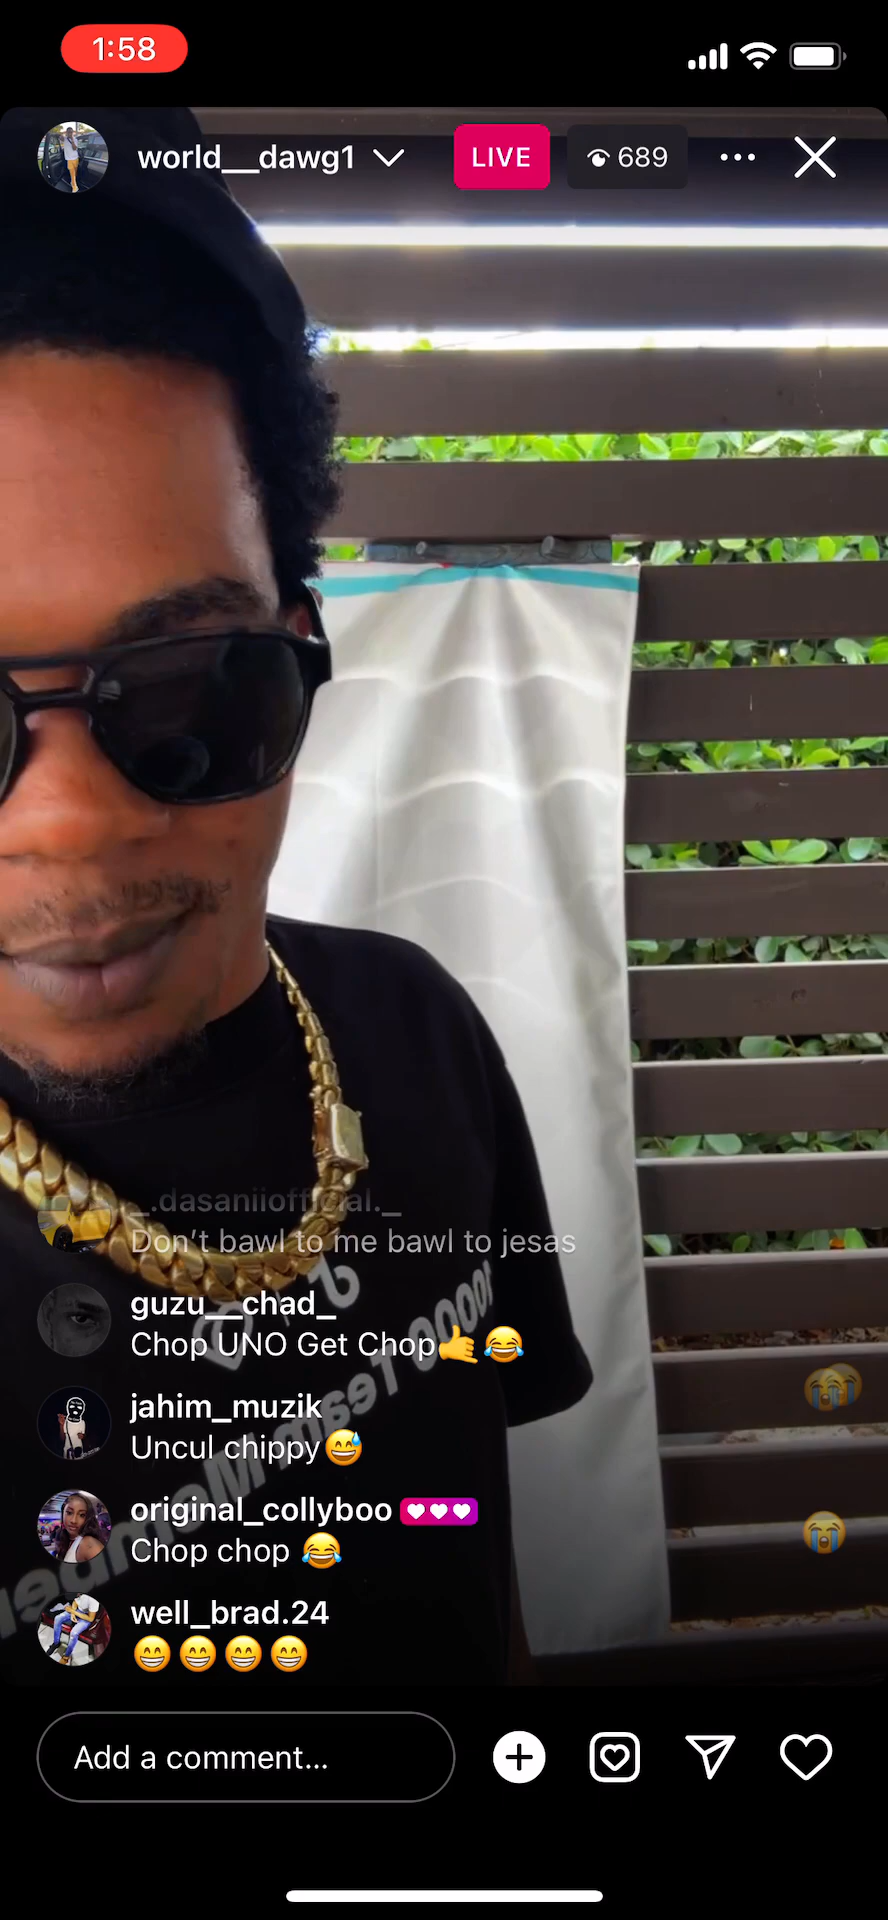 1:58
world__dawg1
LIVE
689
_.dasaniiofficial._
Don't bawl to me bawl to jesas
guzu__chad_
Chop UNO Get Chop🤙😂
jahim_muzik
Uncul chippy😅
original_collyboo
Chop chop 😂
well_brad.24
😁😁😁😁
Add a comment...
Team